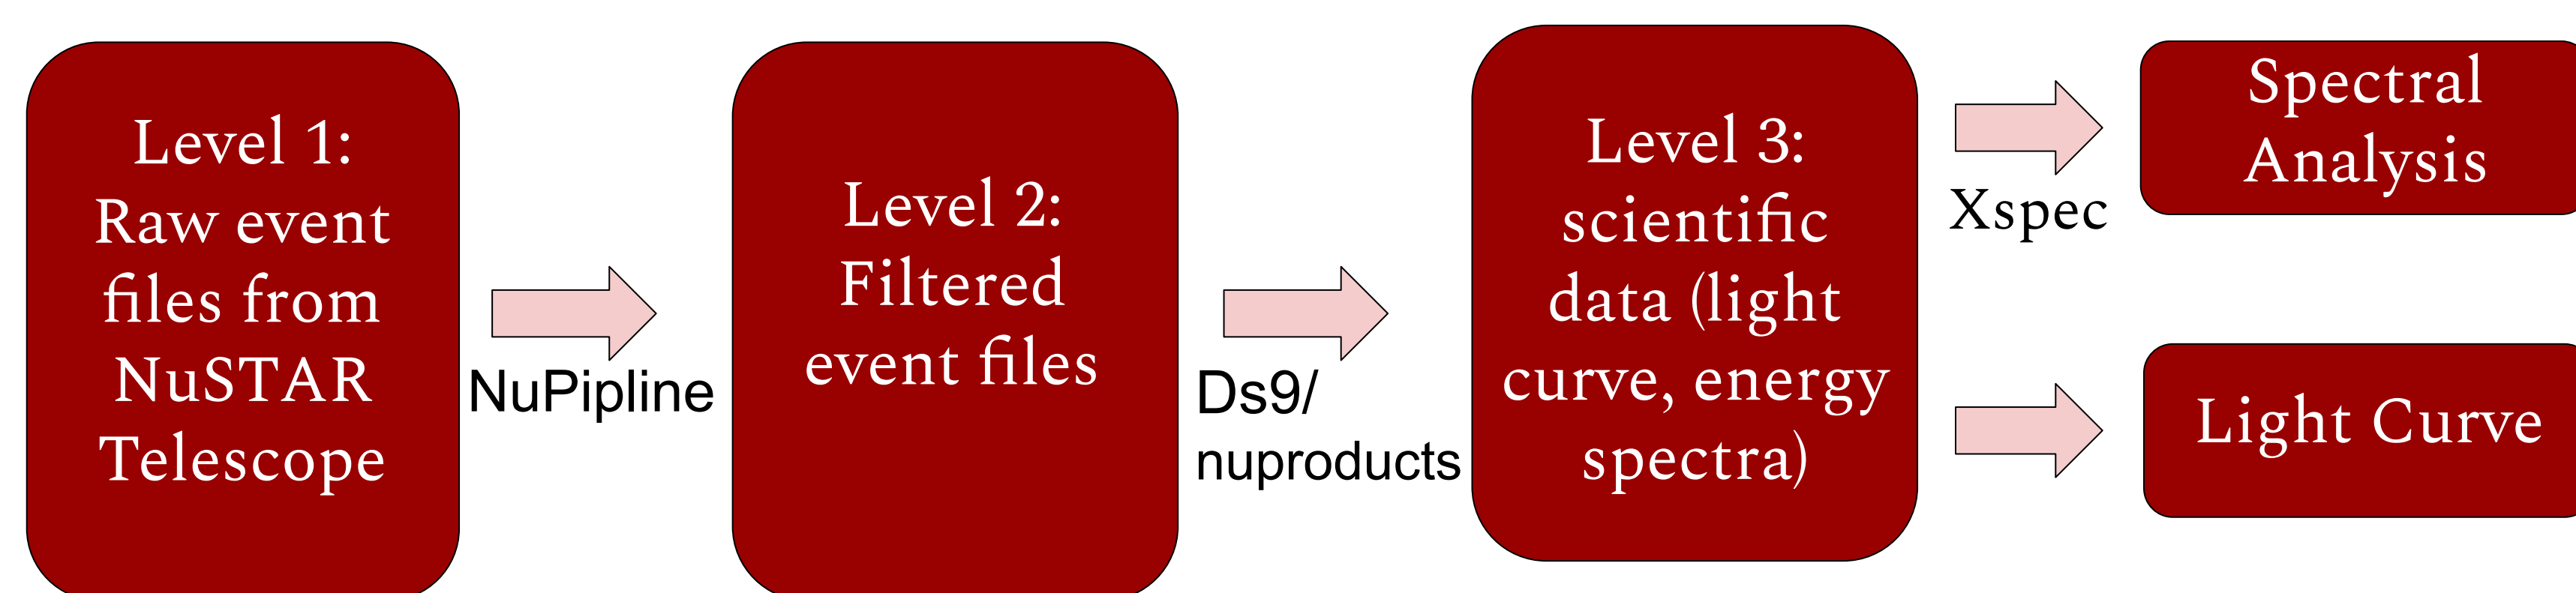 Level 1:
Raw event
files from
NuSTAR
Telescope
NuPipline
Level 2:
Filtered
event files
Ds9/
nuproducts
Level 3:
scientific
data (light
curve, energy
spectra)
Xspec
Spectral
Analysis
Light Curve